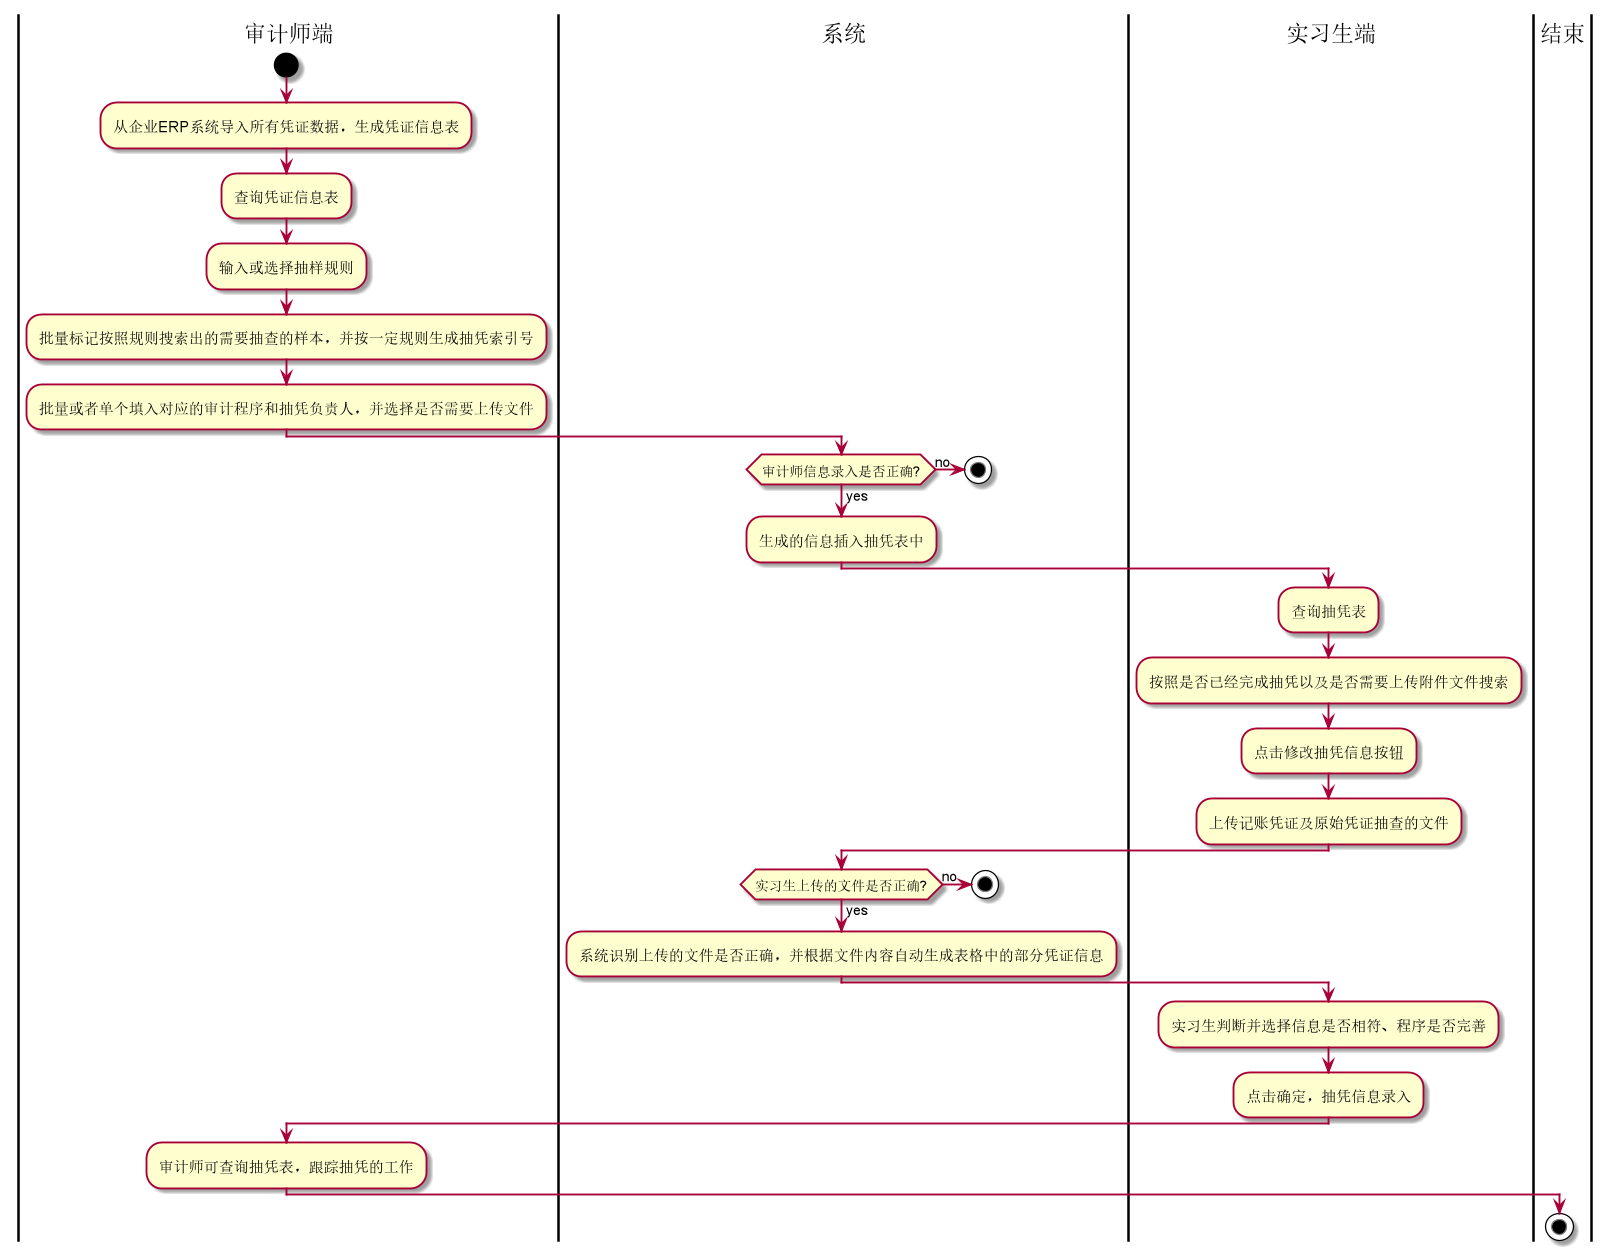 审计师端
系统
实习生端
结束
从企业ERP系统导入所有凭证数据，生成凭证信息表
查询凭证信息表
输入或选择抽样规则
批量标记按照规则搜索出的需要抽查的样本，并按一定规则生成抽凭索引号
批量或者单个填入对应的审计程序和抽凭负责人，并选择是否需要上传文件
审计师信息录入是否正确?
no
yes
生成的信息插入抽凭表中
查询抽凭表
按照是否已经完成抽凭以及是否需要上传附件文件搜索
点击修改抽凭信息按钮
上传记账凭证及原始凭证抽查的文件
实习生上传的文件是否正确?
no
yes
系统识别上传的文件是否正确，并根据文件内容自动生成表格中的部分凭证信息
实习生判断并选择信息是否相符、程序是否完善
点击确定，抽凭信息录入
审计师可查询抽凭表，跟踪抽凭的工作